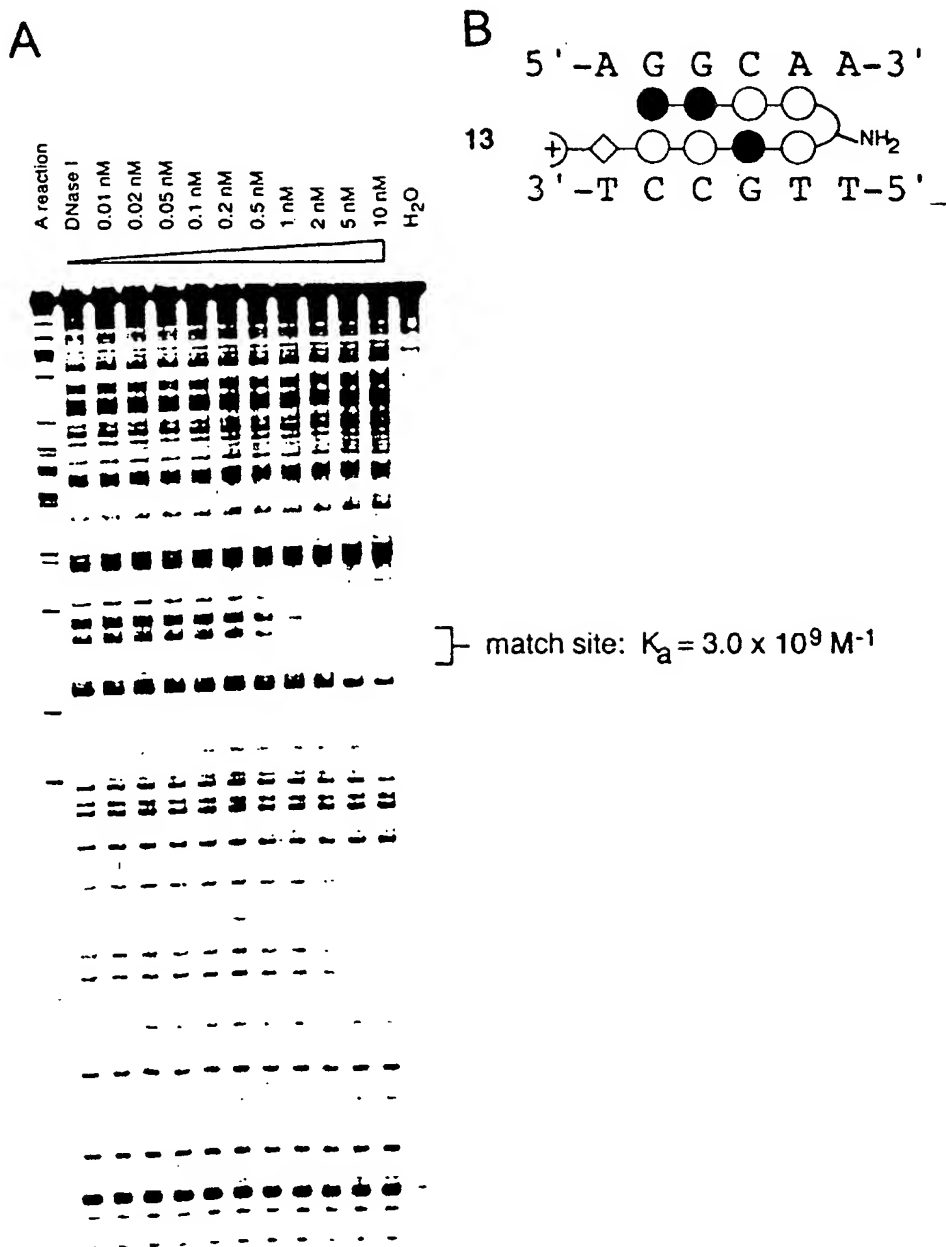 A
B
5'-A G G C A A-3'
13
+
NH₂
3'-T C C G T T-5'
A reaction
DNase I
0.01 nM
0.02 nM
0.05 nM
0.1 nM
0.2 nM
0.5 nM
1 nM
2 nM
5 nM
10 nM
H₂O
match site: Kₐ = 3.0 x 10⁹ M⁻¹